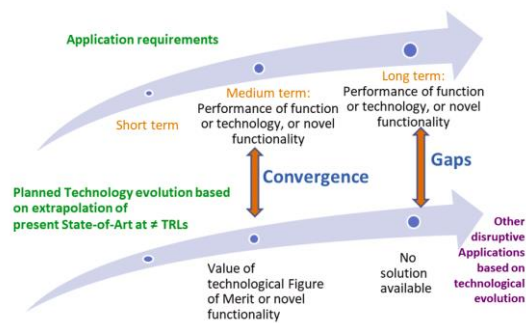 Application requirements
Short term
Medium term:
Performance of function
or technology, or novel
functionality
Long term:
Performance of function
or technology, or novel
functionality
Convergence
Gaps
Planned Technology evolution based
on extrapolation of
present State-of-Art at ≠ TRLs
Value of
technological Figure
of Merit or novel
functionality
No
solution
available
Other
disruptive
Applications
based on
technological
evolution